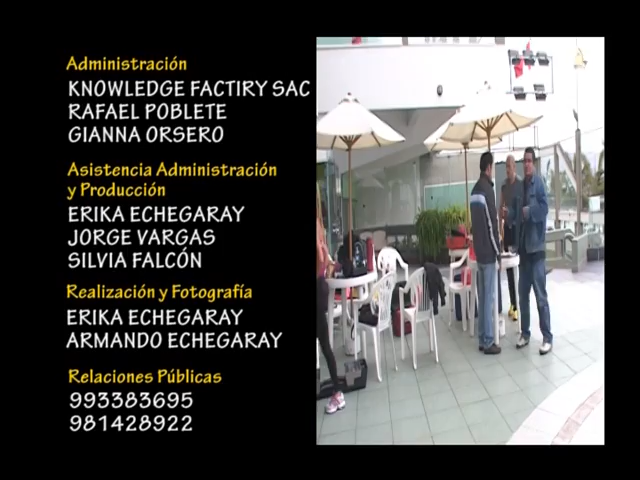 Administración
KNOWLEDGE FACTIRY SAC
RAFAEL POBLETE
GIANNA ORSERO
Asistencia Administración
y Producción
ERIKA ECHEGARAY
JORGE VARGAS
SILVIA FALCÓN
Realización y Fotografía
ERIKA ECHEGARAY
ARMANDO ECHEGARAY
Relaciones Públicas
993383695
981428922